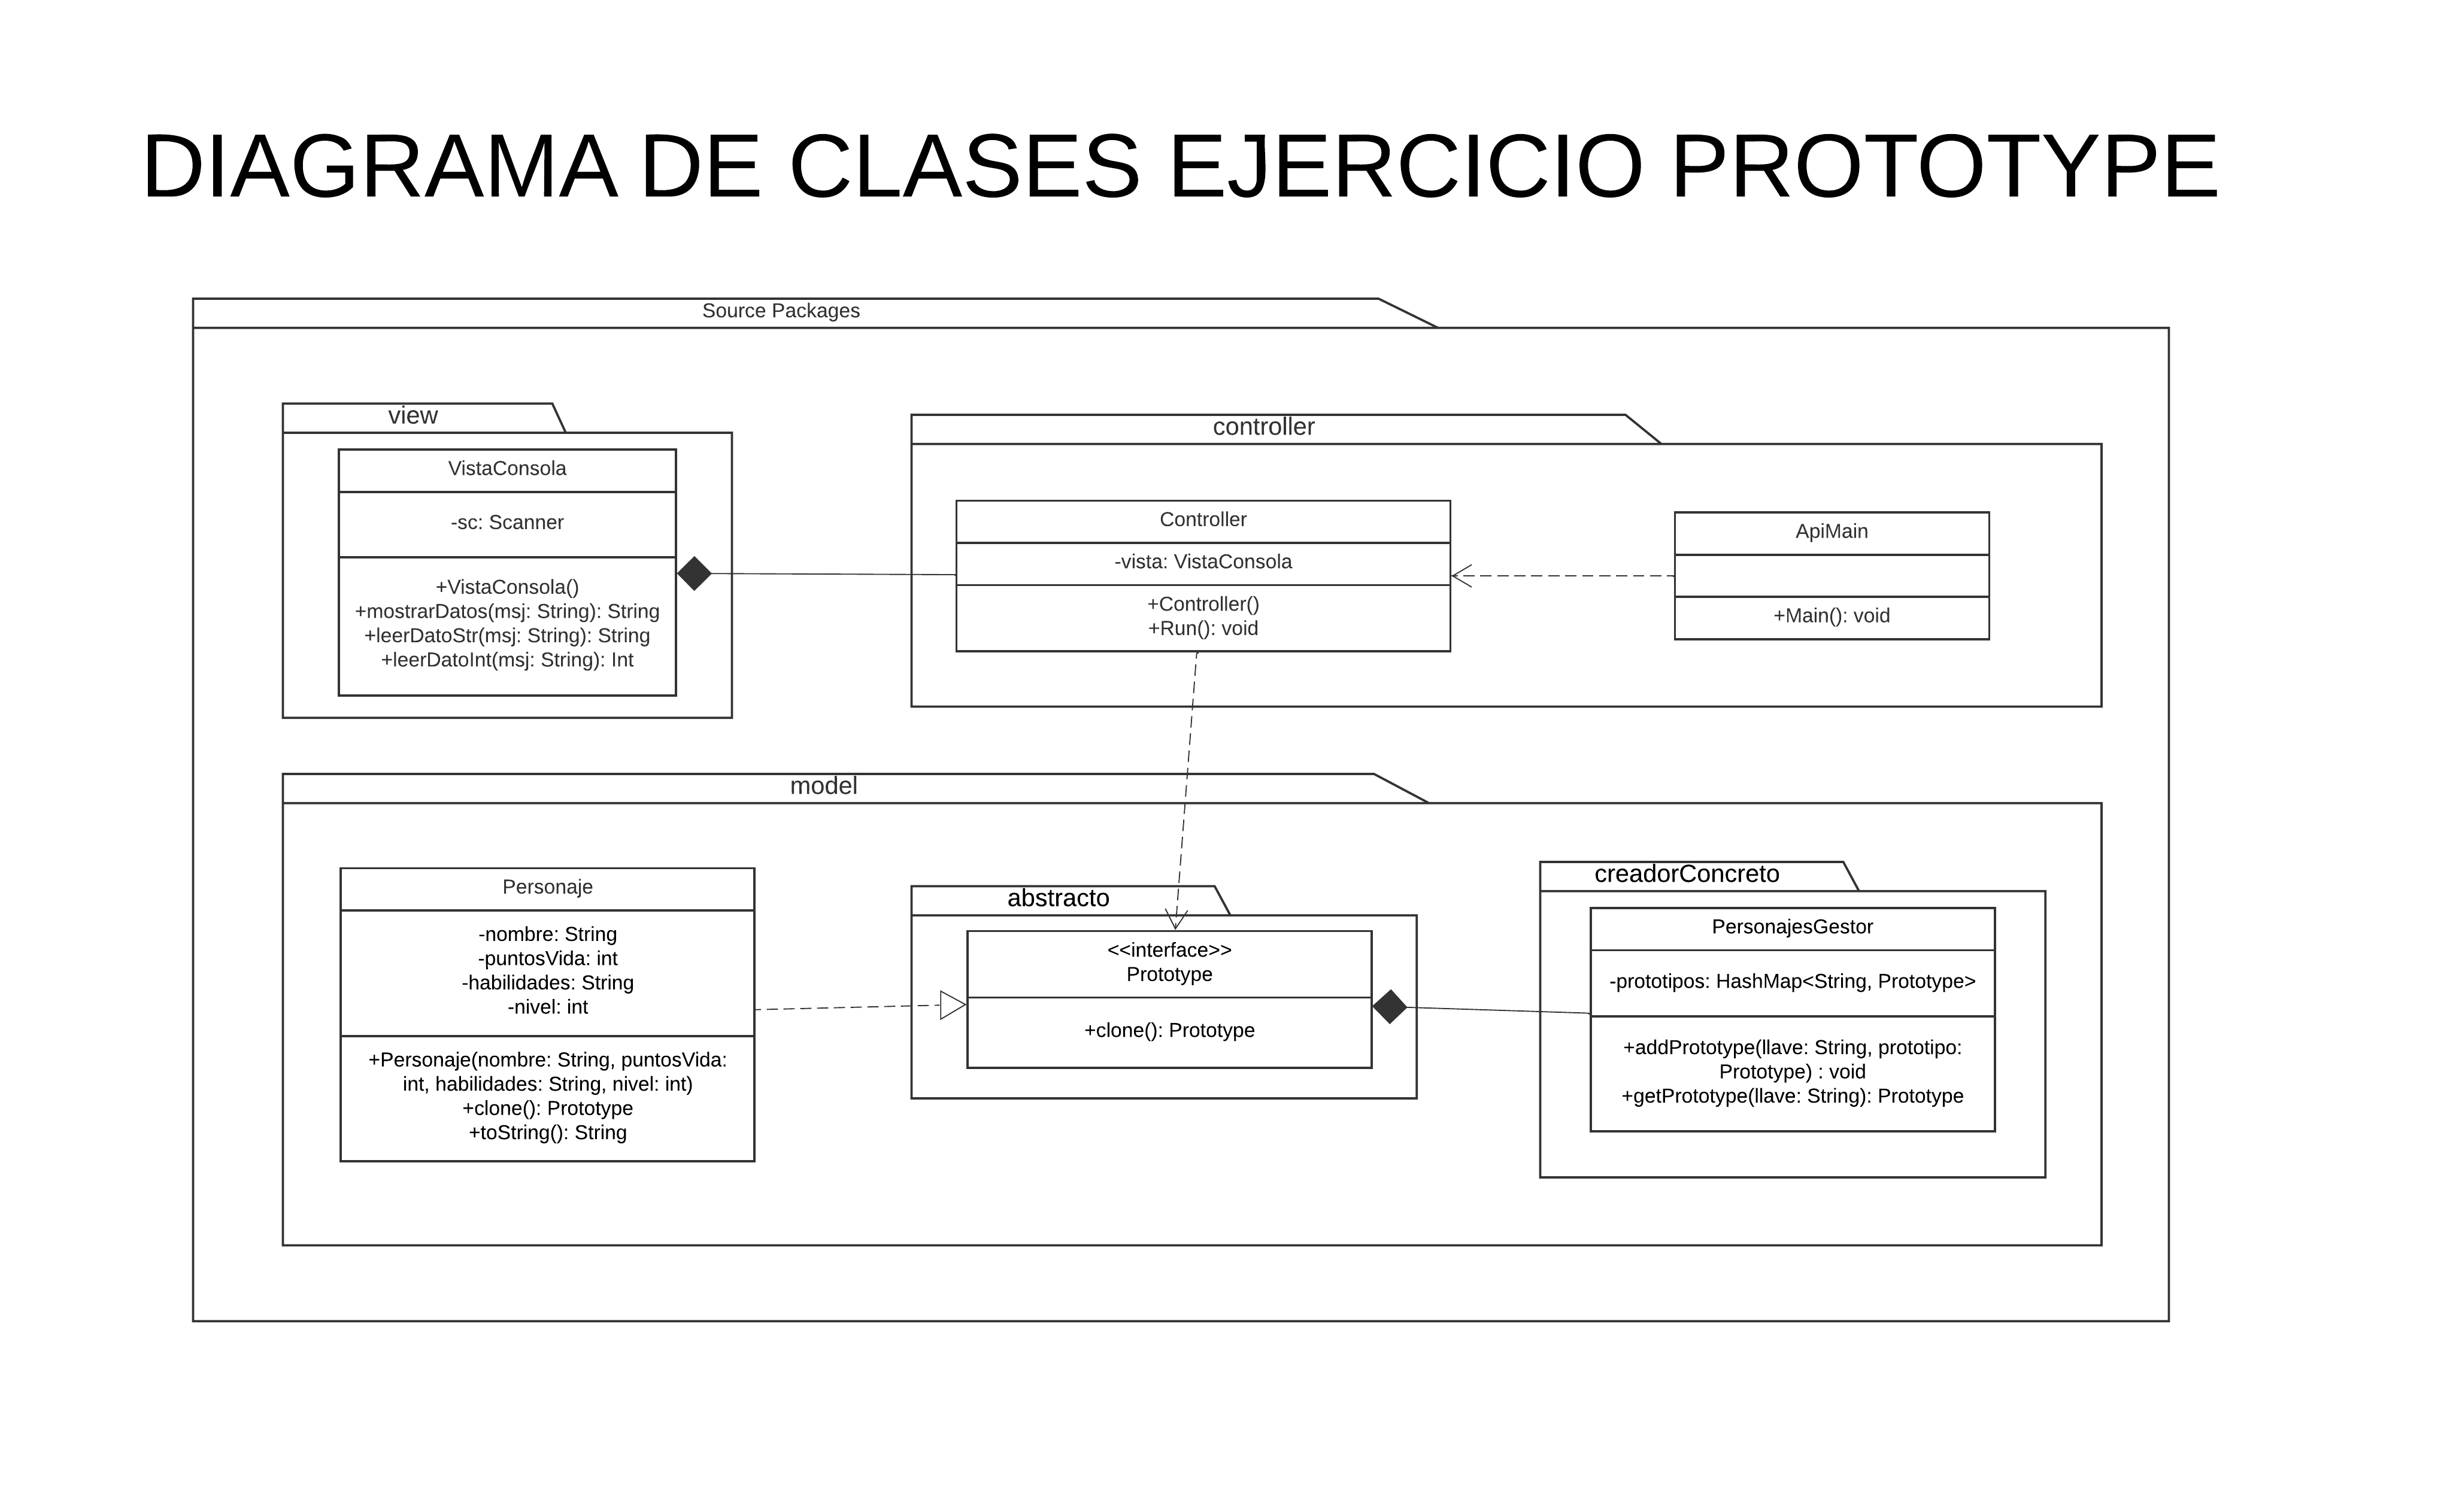 DIAGRAMA DE CLASES EJERCICIO PROTOTYPE
Source Packages
view
VistaConsola
-sc: Scanner
+VistaConsola()
+mostrarDatos(msj: String): String
+leerDatoStr(msj: String): String
+leerDatoInt(msj: String): Int
controller
Controller
-vista: VistaConsola
+Controller()
+Run(): void
ApiMain
+Main(): void
model
Personaje
-nombre: String
-puntosVida: int
-habilidades: String
-nivel: int
+Personaje(nombre: String, puntosVida:
int, habilidades: String, nivel: int)
+clone(): Prototype
+toString(): String
abstracto
<<interface>>
Prototype
+clone(): Prototype
creadorConcreto
PersonajesGestor
-prototipos: HashMap<String, Prototype>
+addPrototype(llave: String, prototipo:
Prototype) : void
+getPrototype(llave: String): Prototype